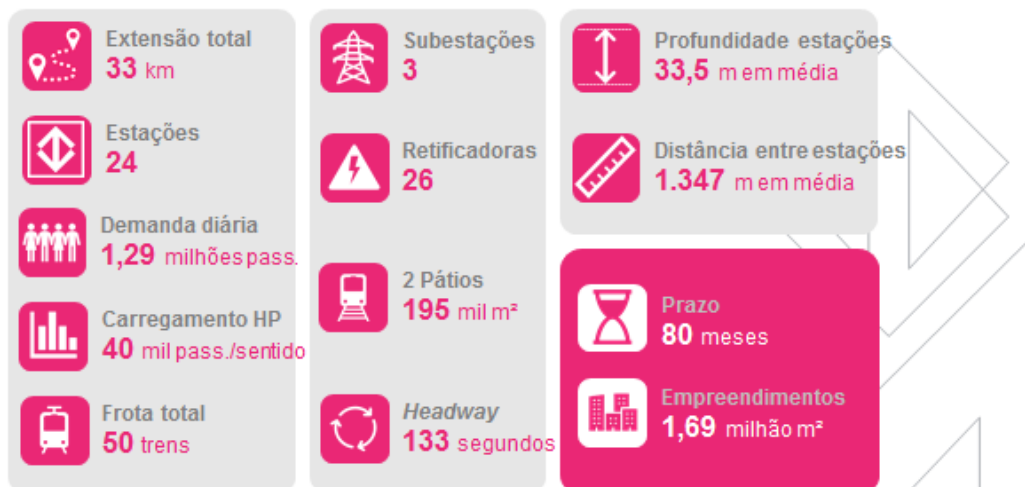 Extensão total
33 km
Estações
24
Demanda diária
1,29 milhões pass.
Carregamento HP
40 mil pass./sentido
Frota total
50 trens
Subestações
3
Retificadoras
26
2 Pátios
195 mil m²
Headway
133 segundos
Profundidade estações
33,5 m em média
Distância entre estações
1.347 m em média
Prazo
80 meses
Empreendimentos
1,69 milhão m²